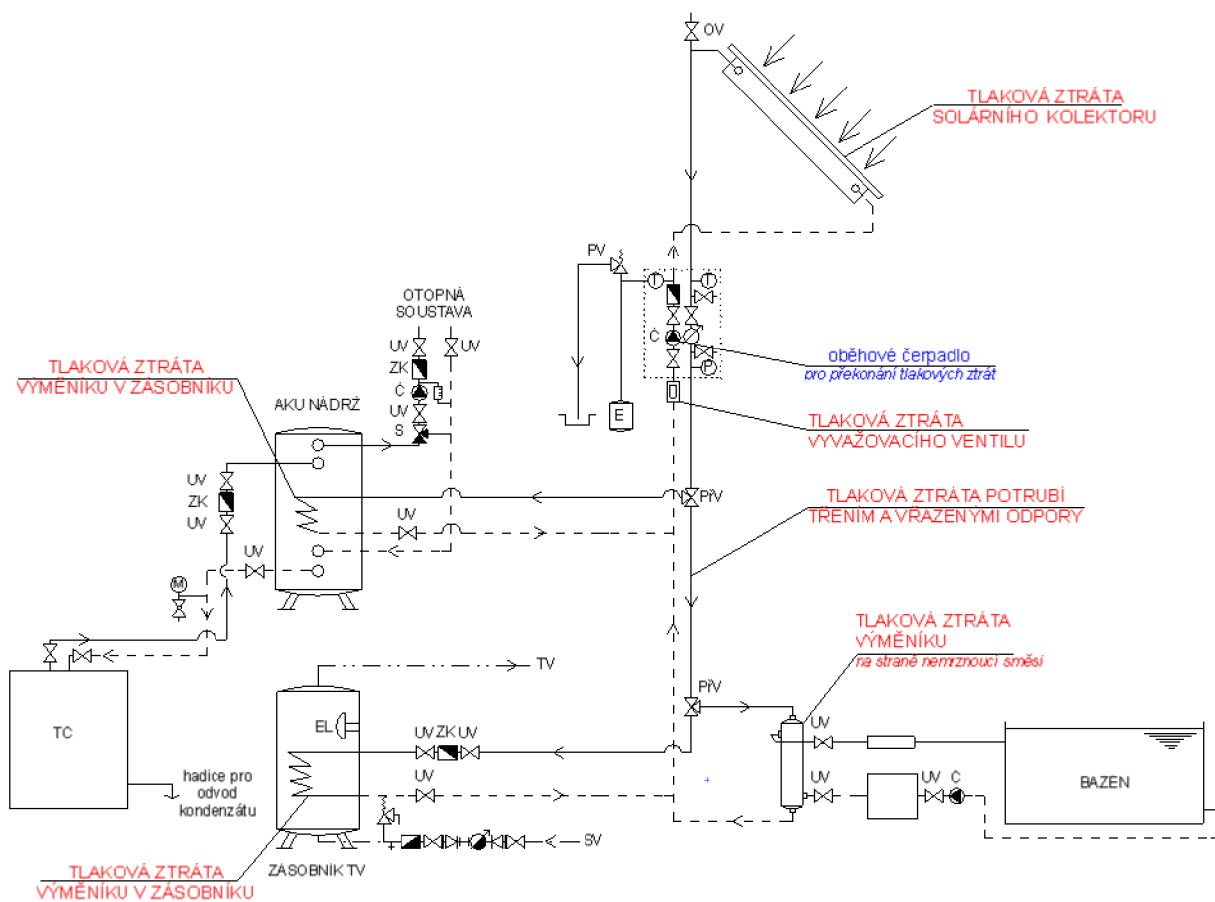 OV
TLAKOVÁ ZTRÁTA
SOLÁRNÍHO KOLEKTORU
PV
T
T
OTOPNÁ
SOUSTAVA
UV
UV
ZK
Č
UV
S
Č
P
E
oběhové čerpadlo
pro překonání tlakových ztrát
TLAKOVÁ ZTRÁTA
VÝMĚNIKU V ZÁSOBNÍKU
AKU NÁDRŽ
TLAKOVÁ ZTRÁTA
VYVAŽOVACÍHO VENTILU
UV
ZK
UV
UV
UV
PřV
TLAKOVÁ ZTRÁTA POTRUBÍ
TŘENÍM A VŘAZENÝMI ODPORY
M
TLAKOVÁ ZTRÁTA
VÝMĚNÍKU
na straně nemrznoucí směsi
TV
PřV
TC
EL
UV ZK UV
UV
UV
hadice pro
odvod
kondenzátu
UV
UV
Č
BAZÉN
SV
ZÁSOBNÍK TV
TLAKOVÁ ZTRÁTA
VÝMĚNÍKU V ZÁSOBNÍKU